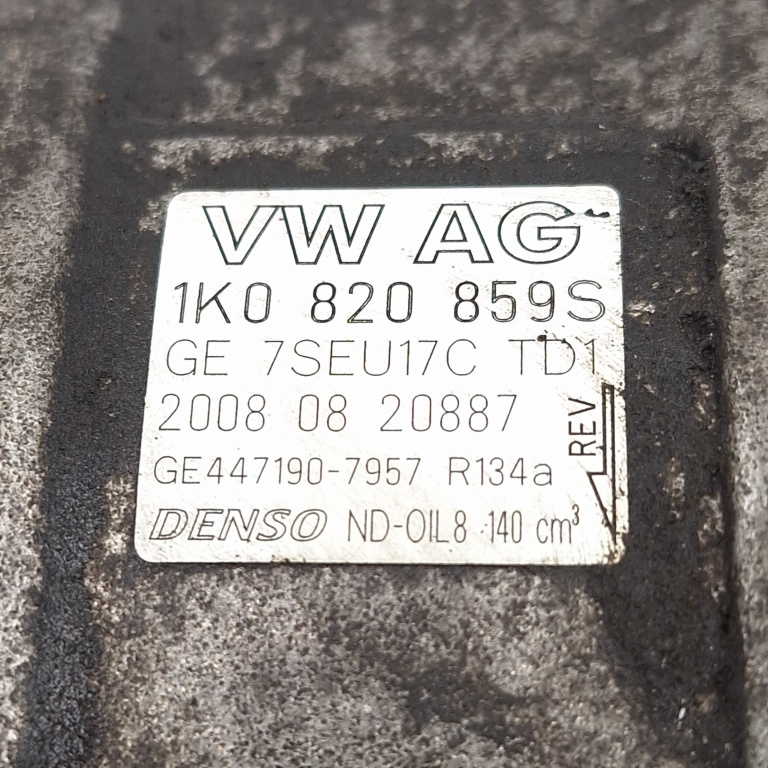 VW AG
1K0 820 859S
GE 7SEU17C TD1
2008 08 20887
REV
GE447190-7957 R134a
DENSO ND-OIL8 140 cm³